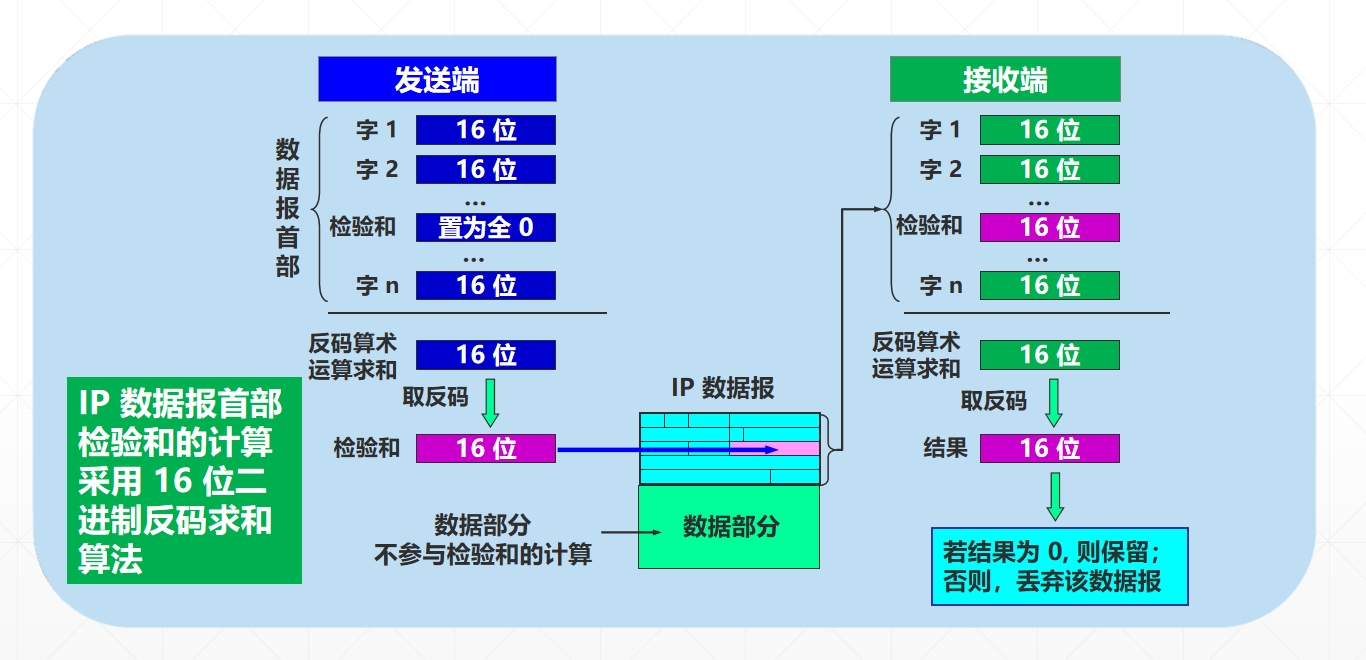 发送端
数据报首部
字 1
16 位
字 2
16 位
...
检验和
置为全 0
...
字 n
16 位
反码算术
运算求和
16 位
取反码
检验和
16 位
IP 数据报首部
检验和的计算
采用 16 位二
进制反码求和
算法
IP 数据报
数据部分
数据部分
不参与检验和的计算
接收端
字 1
16 位
字 2
16 位
...
检验和
16 位
...
字 n
16 位
反码算术
运算求和
16 位
取反码
结果
16 位
若结果为 0, 则保留；
否则，丢弃该数据报